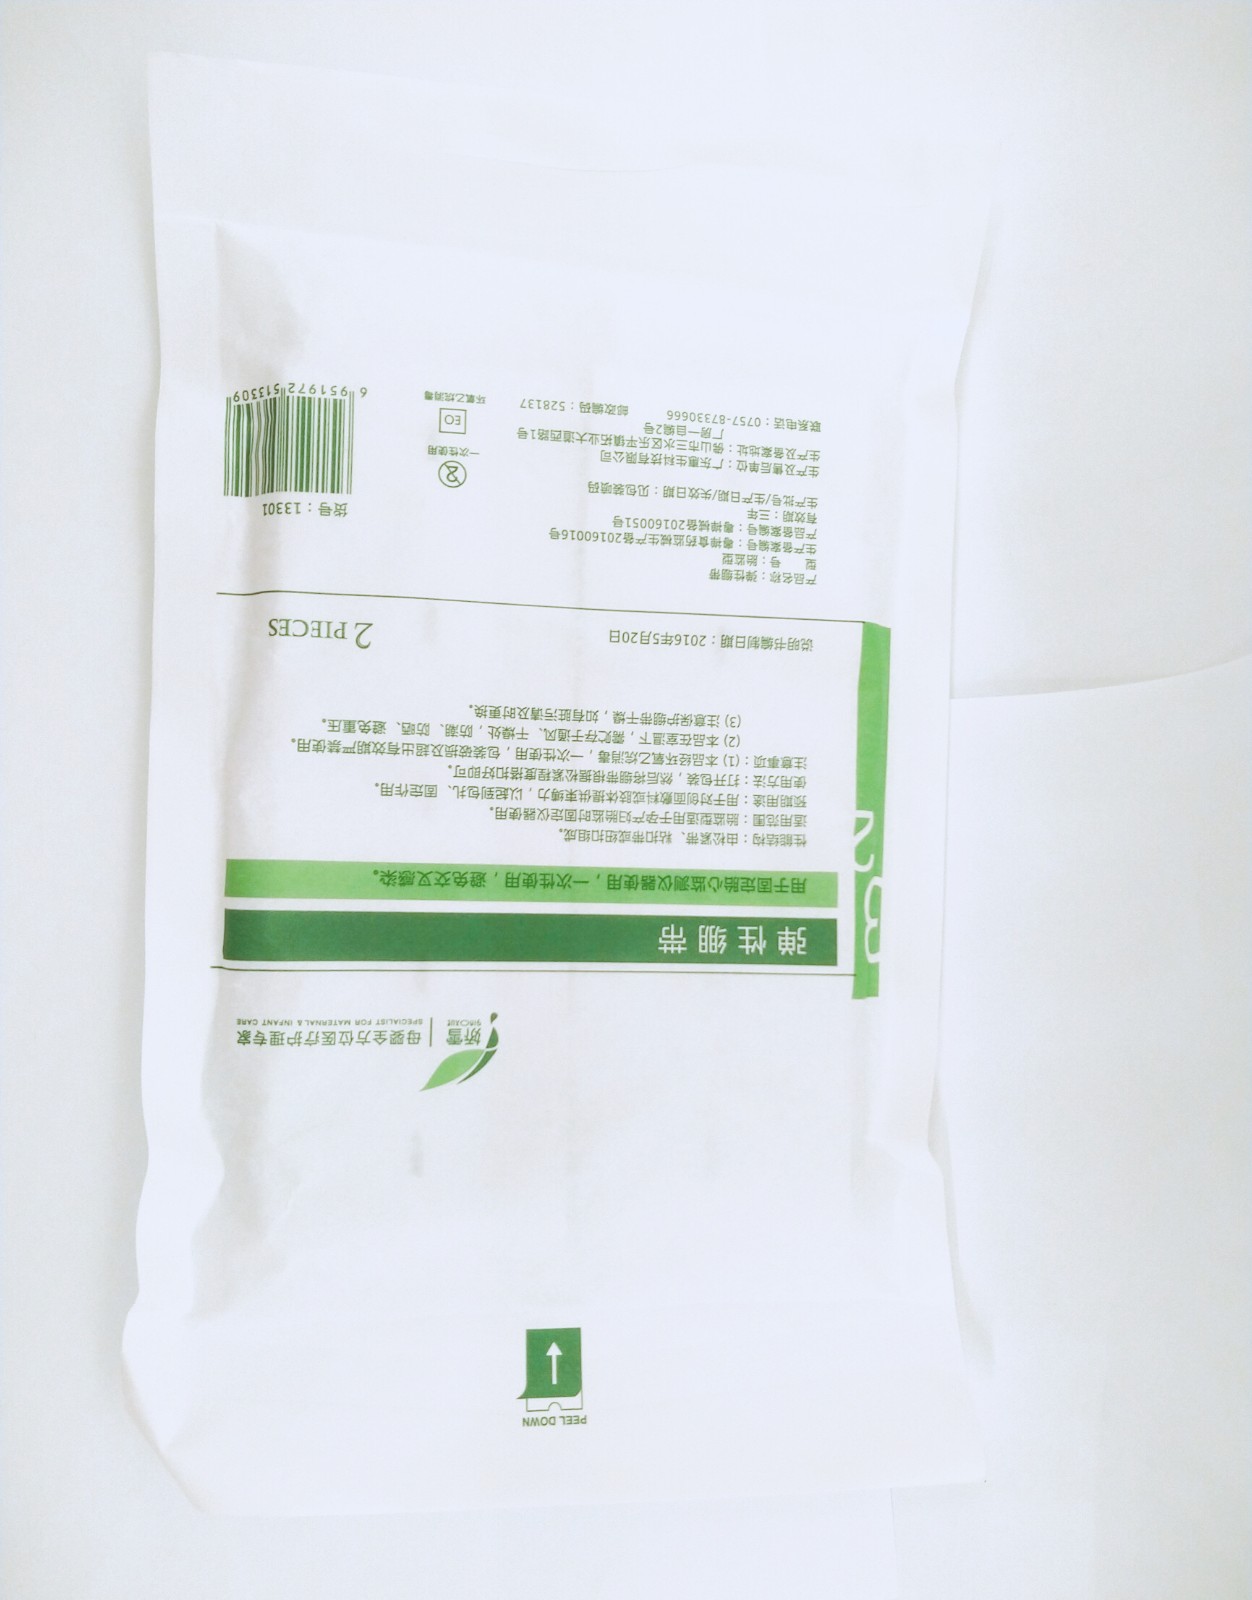 PEEL DOWN
娇雪
SINOXUE
母婴全方位医疗护理专家
SPECIALIST FOR MATERNAL & INFANT CARE
弹性绷带
用于固定胎心监测仪器使用，一次性使用，避免交叉感染。
性能结构：由松紧带、粘扣带或纽扣组成。
适用范围：胎监型适用于孕产妇胎监时固定仪器使用。
预期用途：用于对创面敷料或肢体提供束缚力，以起到包扎、固定作用。
使用方法：打开包装，然后将绷带根据松紧程度搭扣好即可。
注意事项：(1) 本品经环氧乙烷消毒，一次性使用，包装破损及超出有效期严禁使用。
(2) 本品在室温下，需贮存于通风、干燥处，防潮、防晒、避免重压。
(3) 注意保护绷带干燥，如有脏污请及时更换。
说明书编制日期：2016年5月20日
2 PIECES
产品名称：弹性绷带
型 号：胎监型
生产备案编号：粤禅食药监械生产备20160016号
产品备案编号：粤禅械备20160051号
有效期：三年
生产批号/生产日期/失效日期：见包装喷码
生产及售后单位：广东惠生科技有限公司
生产及备案地址：佛山市三水区乐平镇拓业大道西路1号
厂房一自编2号
联系电话：0757-87330666 邮政编码：528137
一次性使用
EO
环氧乙烷消毒
货号：13301
6 951972 513309